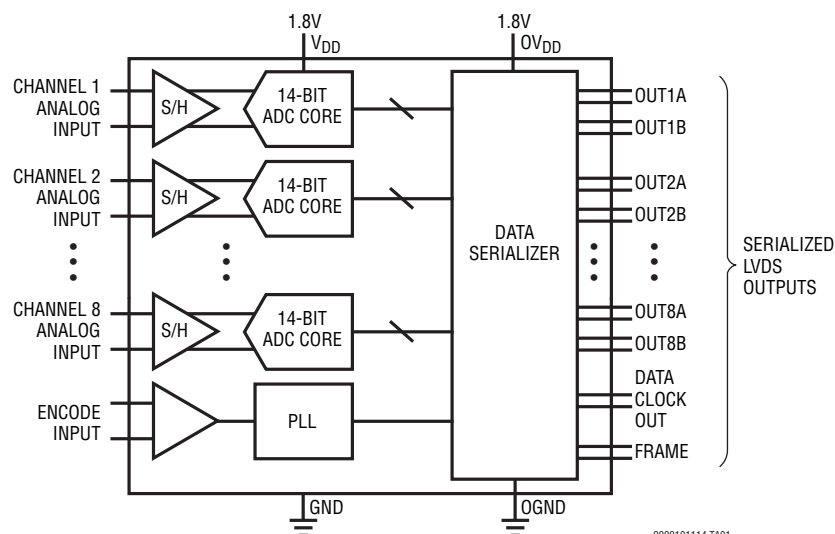 1.8V
V_DD
1.8V
OV_DD
CHANNEL 1
ANALOG
INPUT
S/H
14-BIT
ADC CORE
OUT1A
OUT1B
CHANNEL 2
ANALOG
INPUT
S/H
14-BIT
ADC CORE
OUT2A
OUT2B
DATA
SERIALIZER
SERIALIZED
LVDS
OUTPUTS
CHANNEL 8
ANALOG
INPUT
S/H
14-BIT
ADC CORE
OUT8A
OUT8B
DATA
CLOCK
OUT
ENCODE
INPUT
PLL
FRAME
GND
OGND